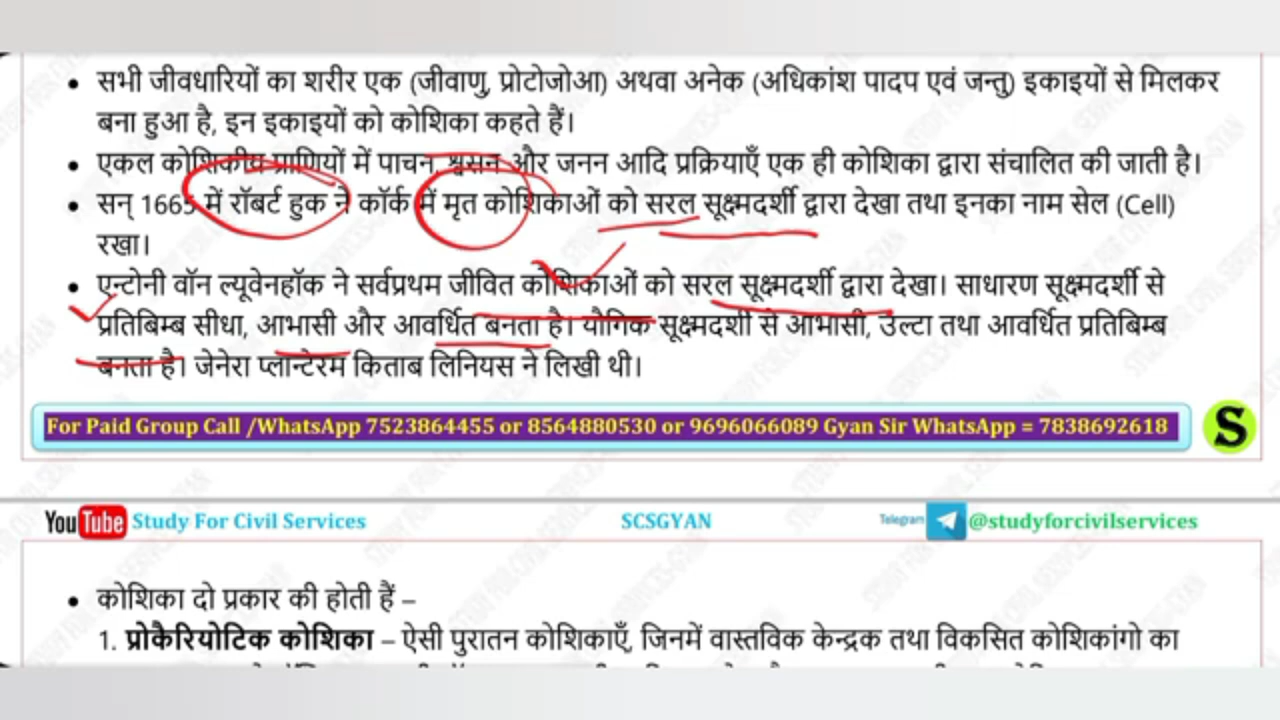 • सभी जीवधारियों का शरीर एक (जीवाणु, प्रोटोजोआ) अथवा अनेक (अधिकांश पादप एवं जन्तु) इकाइयों से मिलकर
बना हुआ है, इन इकाइयों को कोशिका कहते हैं।
• एकल कोशिकीय प्राणियों में पाचन, श्वसन और जनन आदि प्रक्रियाएँ एक ही कोशिका द्वारा संचालित की जाती है।
• सन् 1665 में रॉबर्ट हुक ने कॉर्क में मृत कोशिकाओं को सरल सूक्ष्मदर्शी द्वारा देखा तथा इनका नाम सेल (Cell)
रखा।
• एन्टोनी वॉन ल्यूवेनहॉक ने सर्वप्रथम जीवित कोशिकाओं को सरल सूक्ष्मदर्शी द्वारा देखा। साधारण सूक्ष्मदर्शी से
प्रतिबिम्ब सीधा, आभासी और आवर्धित बनता है। यौगिक सूक्ष्मदर्शी से आभासी, उल्टा तथा आवर्धित प्रतिबिम्ब
बनता है। जेनेरा प्लान्टेरम किताब लिनियस ने लिखी थी।
For Paid Group Call /WhatsApp 7523864455 or 8564880530 or 9696066089 Gyan Sir WhatsApp = 7838692618
S
YouTube Study For Civil Services SCSGYAN Telegram @studyforcivilservices
• कोशिका दो प्रकार की होती हैं –
1. प्रोकैरियोटिक कोशिका – ऐसी पुरातन कोशिकाएँ, जिनमें वास्तविक केन्द्रक तथा विकसित कोशिकांगो का